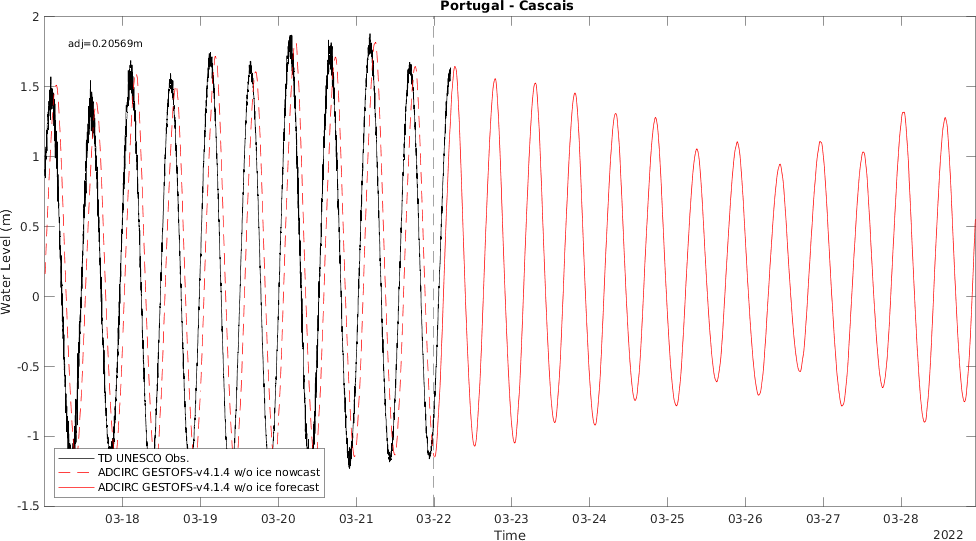 Portugal - Cascais
adj=0.20569m
Water Level (m)
2
1.5
1
0.5
0
-0.5
-1
-1.5
TD UNESCO Obs.
ADCIRC GESTOFS-v4.1.4 w/o ice nowcast
ADCIRC GESTOFS-v4.1.4 w/o ice forecast
03-18 03-19 03-20 03-21 03-22 03-23 03-24 03-25 03-26 03-27 03-28
Time
2022